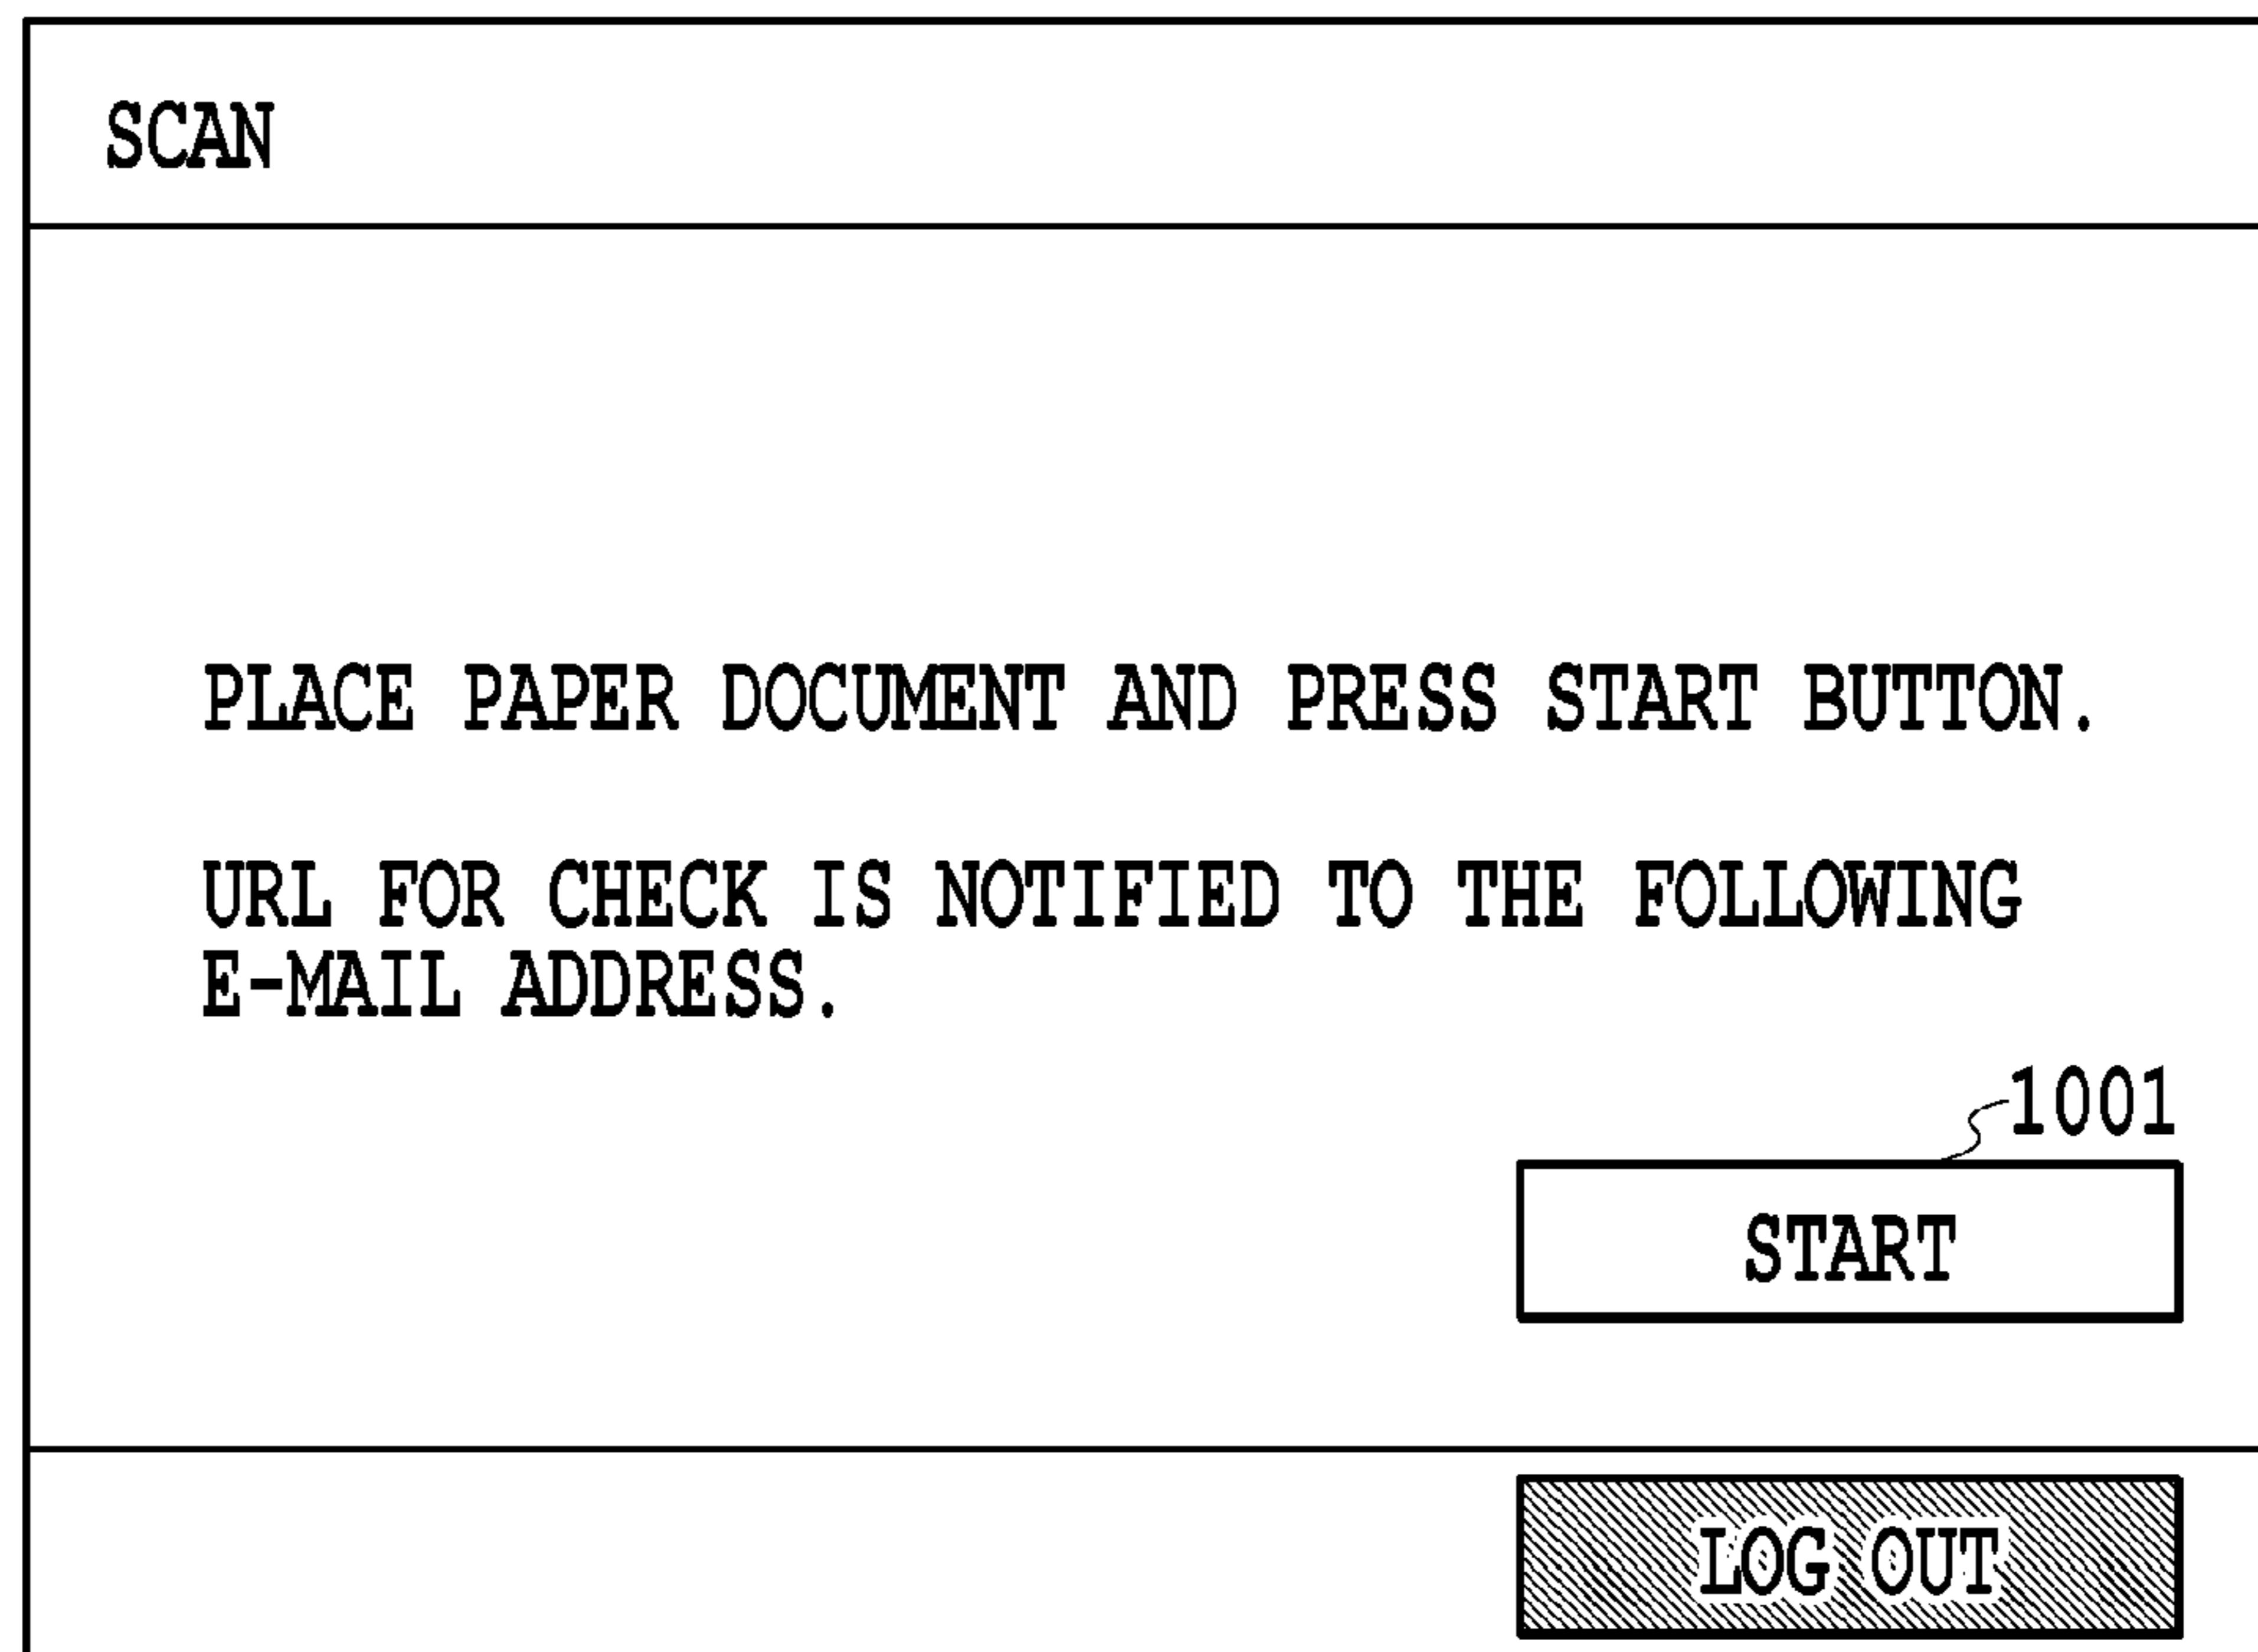 SCAN
PLACE PAPER DOCUMENT AND PRESS START BUTTON.
URL FOR CHECK IS NOTIFIED TO THE FOLLOWING
E-MAIL ADDRESS.
1001
START
LOG OUT